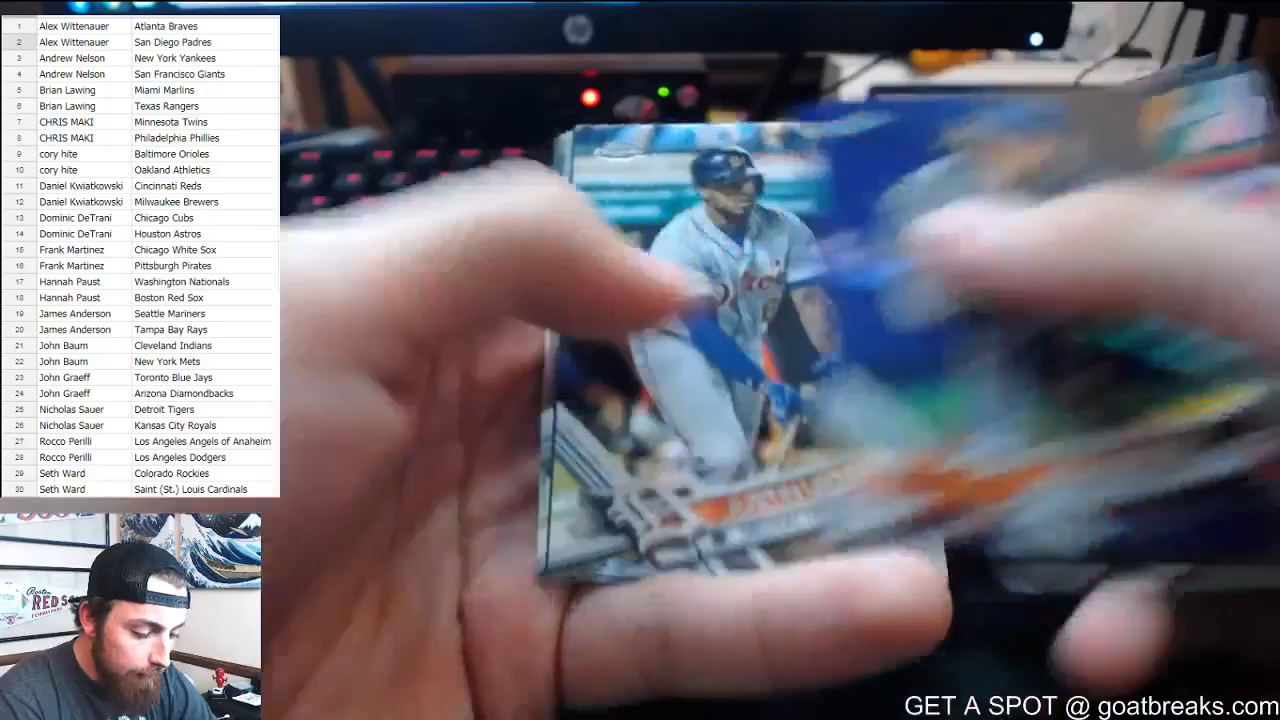 1 Alex Wittenauer Atlanta Braves
2 Alex Wittenauer San Diego Padres
3 Andrew Nelson New York Yankees
4 Andrew Nelson San Francisco Giants
5 Brian Lawing Miami Marlins
6 Brian Lawing Texas Rangers
7 CHRIS MAKI Minnesota Twins
8 CHRIS MAKI Philadelphia Phillies
9 cory hite Baltimore Orioles
10 cory hite Oakland Athletics
11 Daniel Kwiatkowski Cincinnati Reds
12 Daniel Kwiatkowski Milwaukee Brewers
13 Dominic DeTrani Chicago Cubs
14 Dominic DeTrani Houston Astros
15 Frank Martinez Chicago White Sox
16 Frank Martinez Pittsburgh Pirates
17 Hannah Paust Washington Nationals
18 Hannah Paust Boston Red Sox
19 James Anderson Seattle Mariners
20 James Anderson Tampa Bay Rays
21 John Baum Cleveland Indians
22 John Baum New York Mets
23 John Graeff Toronto Blue Jays
24 John Graeff Arizona Diamondbacks
25 Nicholas Sauer Detroit Tigers
26 Nicholas Sauer Kansas City Royals
27 Rocco Perilli Los Angeles Angels of Anaheim
28 Rocco Perilli Los Angeles Dodgers
29 Seth Ward Colorado Rockies
30 Seth Ward Saint (St.) Louis Cardinals
hp
Boston
RED
GET A SPOT @ goatbreaks.com